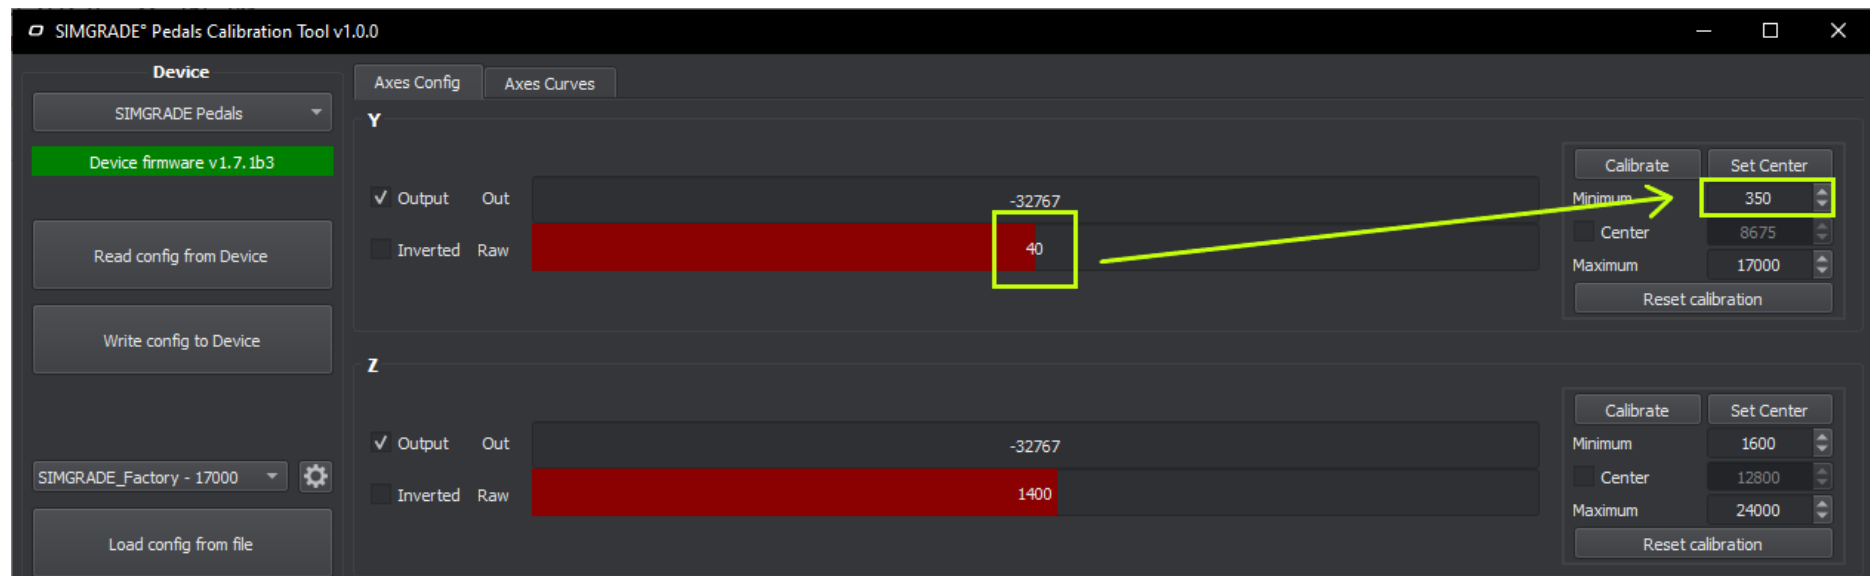 SIMGRADE° Pedals Calibration Tool v1.0.0
Device
SIMGRADE Pedals
Device firmware v1.7.1b3
Read config from Device
Write config to Device
SIMGRADE_Factory - 17000
Load config from file
Axes Config
Axes Curves
Y
Output
Out
-32767
Inverted
Raw
40
Calibrate
Set Center
Minimum
350
Center
8675
Maximum
17000
Reset calibration
Z
Output
Out
-32767
Inverted
Raw
1400
Calibrate
Set Center
Minimum
1600
Center
12800
Maximum
24000
Reset calibration